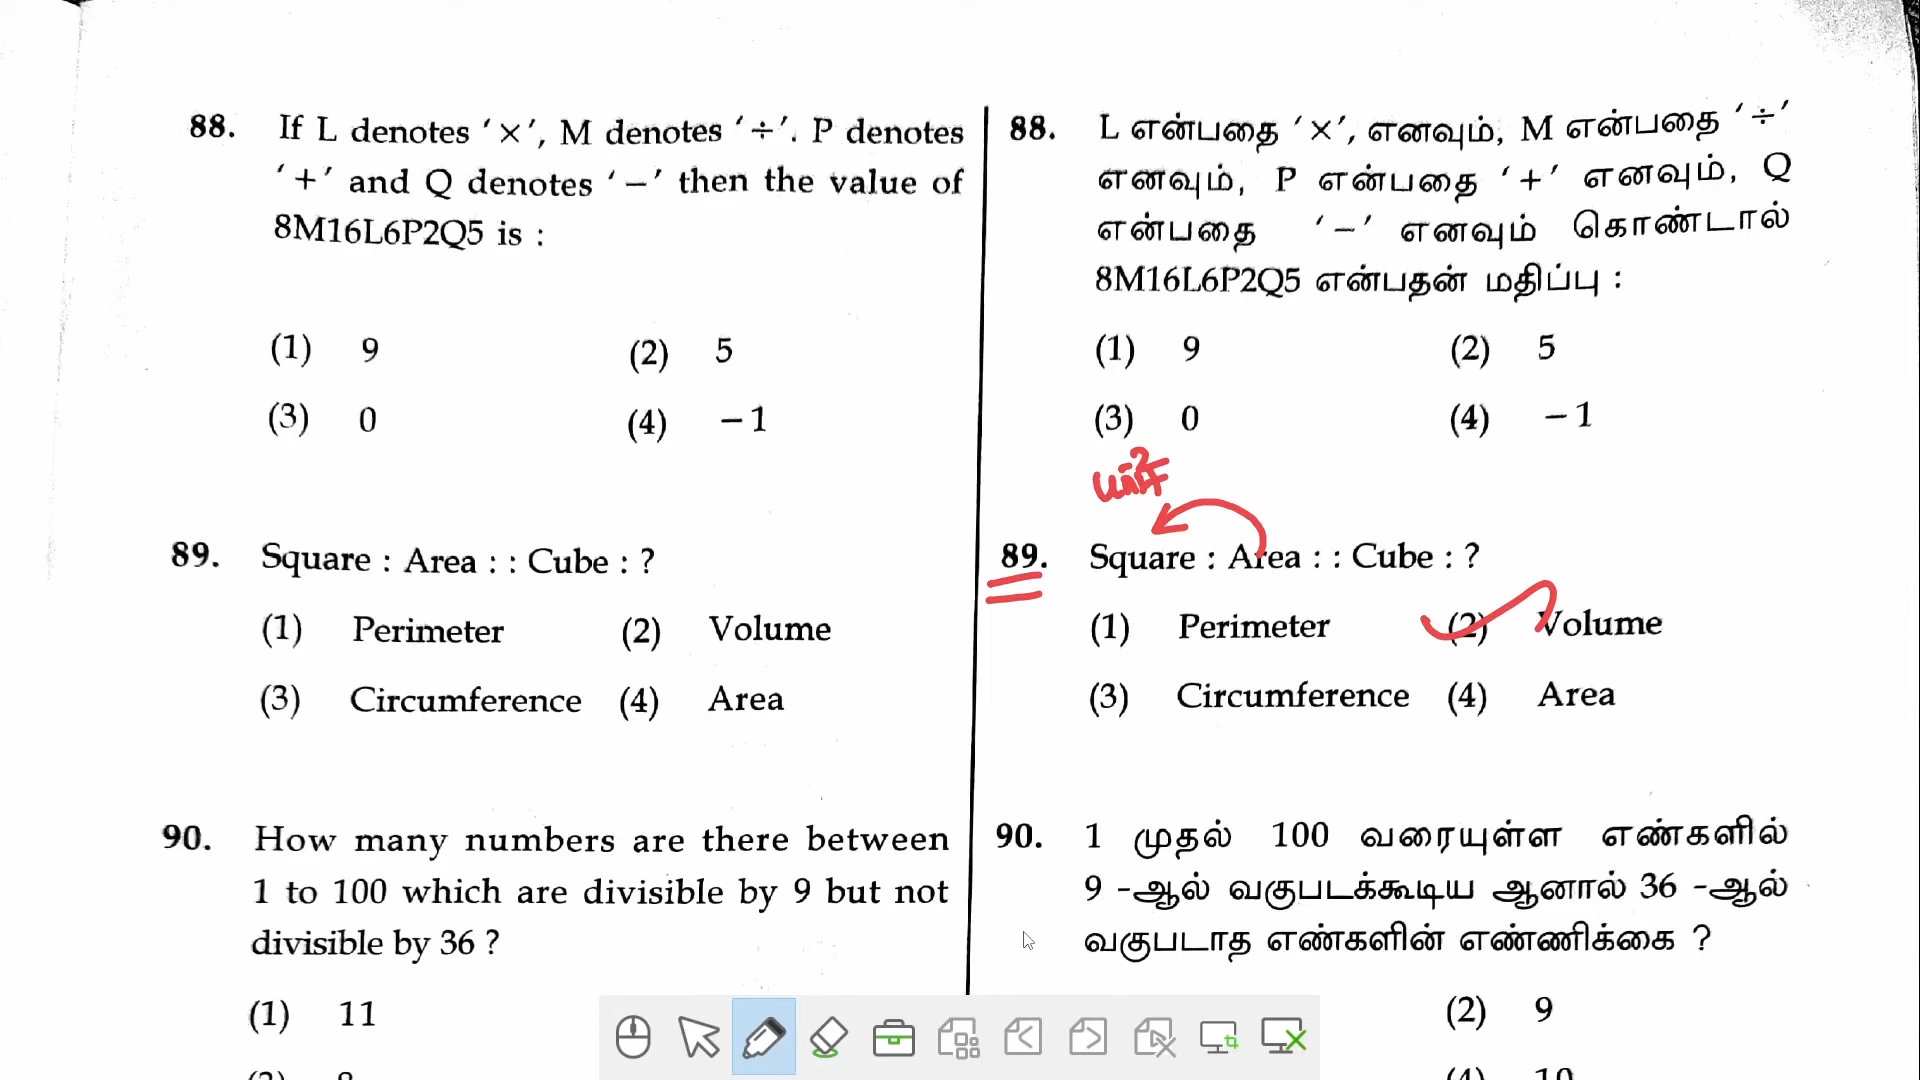 88. If L denotes ‘×’, M denotes ‘÷’. P denotes
‘+’ and Q denotes ‘−’ then the value of
8M16L6P2Q5 is :
(1) 9 (2) 5
(3) 0 (4) −1
89. Square : Area : : Cube : ?
(1) Perimeter (2) Volume
(3) Circumference (4) Area
90. How many numbers are there between
1 to 100 which are divisible by 9 but not
divisible by 36 ?
(1) 11
88. L என்பதை ‘×’, எனவும், M என்பதை ‘÷’
எனவும், P என்பதை ‘+’ எனவும், Q
என்பதை ‘−’ எனவும் கொண்டால்
8M16L6P2Q5 என்பதன் மதிப்பு :
(1) 9 (2) 5
(3) 0 (4) −1
89. Square : Area : : Cube : ?
(1) Perimeter (2) Volume
(3) Circumference (4) Area
90. 1 முதல் 100 வரையுள்ள எண்களில்
9 -ஆல் வகுபடக்கூடிய ஆனால் 36 -ஆல்
வகுபடாத எண்களின் எண்ணிக்கை ?
(2) 9